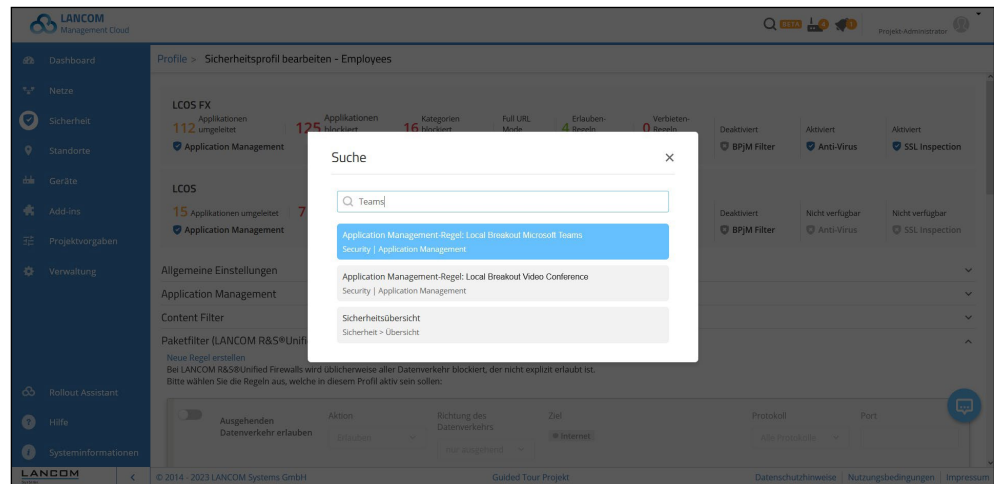 LANCOM
Management Cloud
BETA
Projekt Administrator
Dashboard
Netze
Sicherheit
Standorte
Geräte
Add-ins
Projektvorgaben
Verwaltung
Rollout Assistant
Hilfe
Systeminformationen
LANCOM
Profile > Sicherheitsprofil bearbeiten - Employees
LCOS FX
112 Applikationen umgeleitet
125 Applikationen blockiert
16 Kategorien blockiert
Full URL Mode
4 Erlauben-Regeln
0 Verbieten-Regeln
Deaktiviert
Aktiviert
Aktiviert
Application Management
BPjM Filter
Anti-Virus
SSL Inspection
LCOS
15 Applikationen umgeleitet
7
Deaktiviert
Nicht verfügbar
Nicht verfügbar
Application Management
BPjM Filter
Anti-Virus
SSL Inspection
Suche
Teams
Application Management-Regel: Local Breakout Microsoft Teams
Security | Application Management
Application Management-Regel: Local Breakout Video Conference
Security | Application Management
Sicherheitsübersicht
Sicherheit > Übersicht
Allgemeine Einstellungen
Application Management
Content Filter
Paketfilter (LANCOM R&S®Unifi
Neue Regel erstellen
Bei LANCOM R&S®Unified Firewalls wird üblicherweise aller Datenverkehr blockiert, der nicht explizit erlaubt ist.
Bitte wählen Sie die Regeln aus, welche in diesem Profil aktiv sein sollen:
Ausgehenden
Datenverkehr erlauben
Aktion
Erlauben
Richtung des
Datenverkehrs
nur ausgehend
Ziel
Internet
Protokoll
Alle Protokolle
Port
© 2014 - 2023 LANCOM Systems GmbH
Guided Tour Projekt
Datenschutzhinweise | Nutzungsbedingungen | Impressum